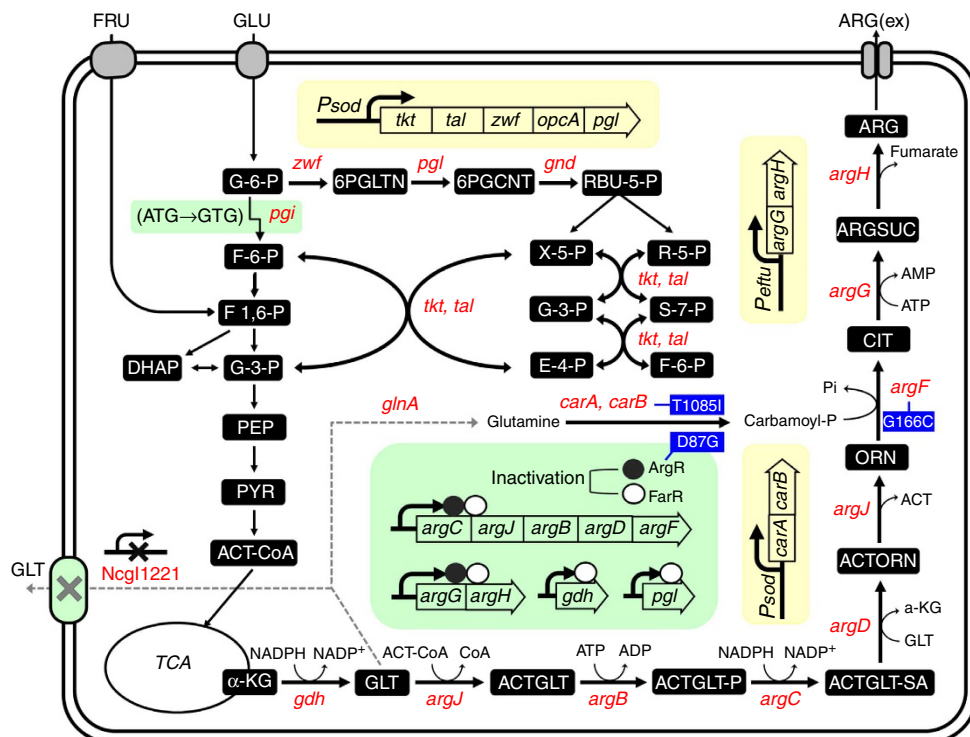 FRU GLU ARG(ex)
Psod
tkt tal zwf opcA pgl
ARG
Fumarate
argH
zwf pgl gnd
G-6-P 6PGLTN 6PGCNT RBU-5-P
(ATG→GTG) pgi
argG argH
Peftu
ARGSUC
F-6-P X-5-P R-5-P
tkt, tal
AMP
argG
ATP
F 1,6-P tkt, tal G-3-P S-7-P
tkt, tal
CIT
DHAP G-3-P E-4-P F-6-P
Pi
argF
glnA carA, carB T1085I
PEP Glutamine Carbamoyl-P G166C
D87G
Inactivation ArgR
FarR
ORN
PYR
carA carB
Psod
argJ ACT
argC argJ argB argD argF
ACT-CoA
ACTORN
GLT Ncgl1221
argG argH gdh pgl
a-KG
argD
GLT
TCA
NADPH NADP+ ACT-CoA CoA ATP ADP NADPH NADP+
α-KG GLT ACTGLT ACTGLT-P ACTGLT-SA
gdh argJ argB argC